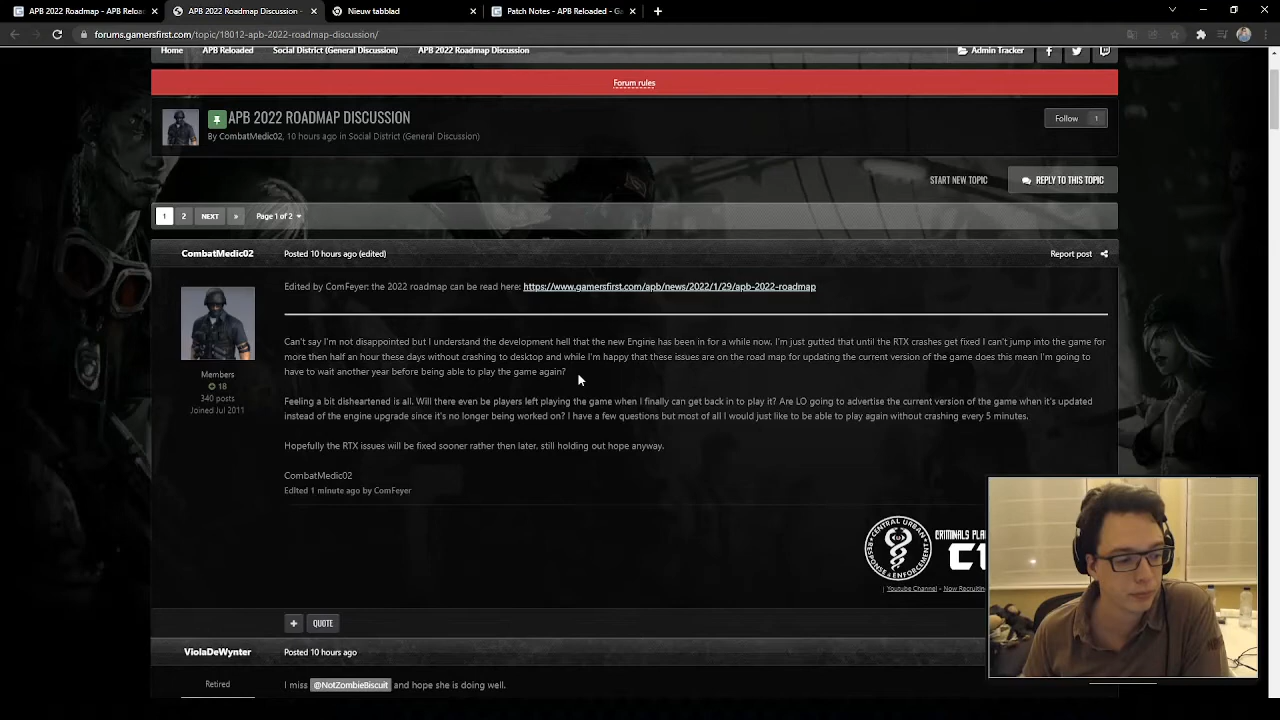 APB 2022 Roadmap - APB Reloa
APB 2022 Roadmap Discussion -
Nieuw tabblad
Patch Notes - APB Reloaded - Ga
forums.gamersfirst.com/topic/18012-apb-2022-roadmap-discussion/
Home
APB Reloaded
Social District (General Discussion)
APB 2022 Roadmap Discussion
Admin Tracker
Forum rules
APB 2022 ROADMAP DISCUSSION
By CombatMedic02, 10 hours ago in Social District (General Discussion)
Follow 1
START NEW TOPIC
REPLY TO THIS TOPIC
1 2 NEXT » Page 1 of 2
CombatMedic02
Posted 10 hours ago (edited)
Report post
Edited by ComFeyer: the 2022 roadmap can be read here: https://www.gamersfirst.com/apb/news/2022/1/29/apb-2022-roadmap
Can't say I'm not disappointed but I understand the development hell that the new Engine has been in for a while now, I'm just gutted that until the RTX crashes get fixed I can't jump into the game for
more then half an hour these days without crashing to desktop and while I'm happy that these issues are on the road map for updating the current version of the game does this mean I'm going to
have to wait another year before being able to play the game again?
Members
18
340 posts
Joined Jul 2011
Feeling a bit disheartened is all. Will there even be players left playing the game when I finally can get back in to play it? Are LO going to advertise the current version of the game when it's updated
instead of the engine upgrade since it's no longer being worked on? I have a few questions but most of all I would just like to be able to play again without crashing every 5 minutes.
Hopefully the RTX issues will be fixed sooner rather then later, still holding out hope anyway.
CombatMedic02
Edited 1 minute ago by ComFeyer
CENTRAL URBAN
RESPONSE & ENFORCEMENT
CRIMINALS PLA
| Youtube Channel - Now Recruitin
+ QUOTE
ViolaDeWynter
Posted 10 hours ago
Retired
I miss @NotZombieBiscuit and hope she is doing well.